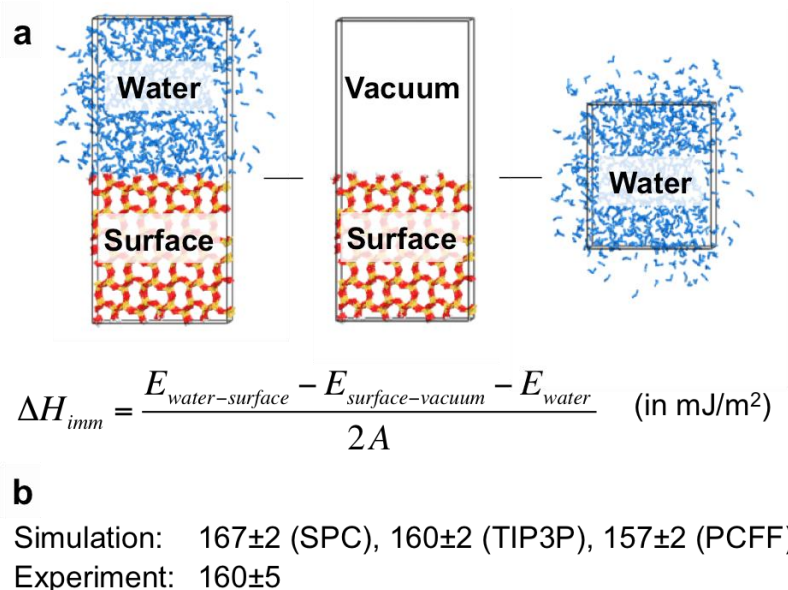 a
Water
Vacuum
Water
Surface
Surface
— —
ΔH_imm = (E_water−surface − E_surface−vacuum − E_water) / 2A (in mJ/m²)
b
Simulation: 167±2 (SPC), 160±2 (TIP3P), 157±2 (PCFF)
Experiment: 160±5